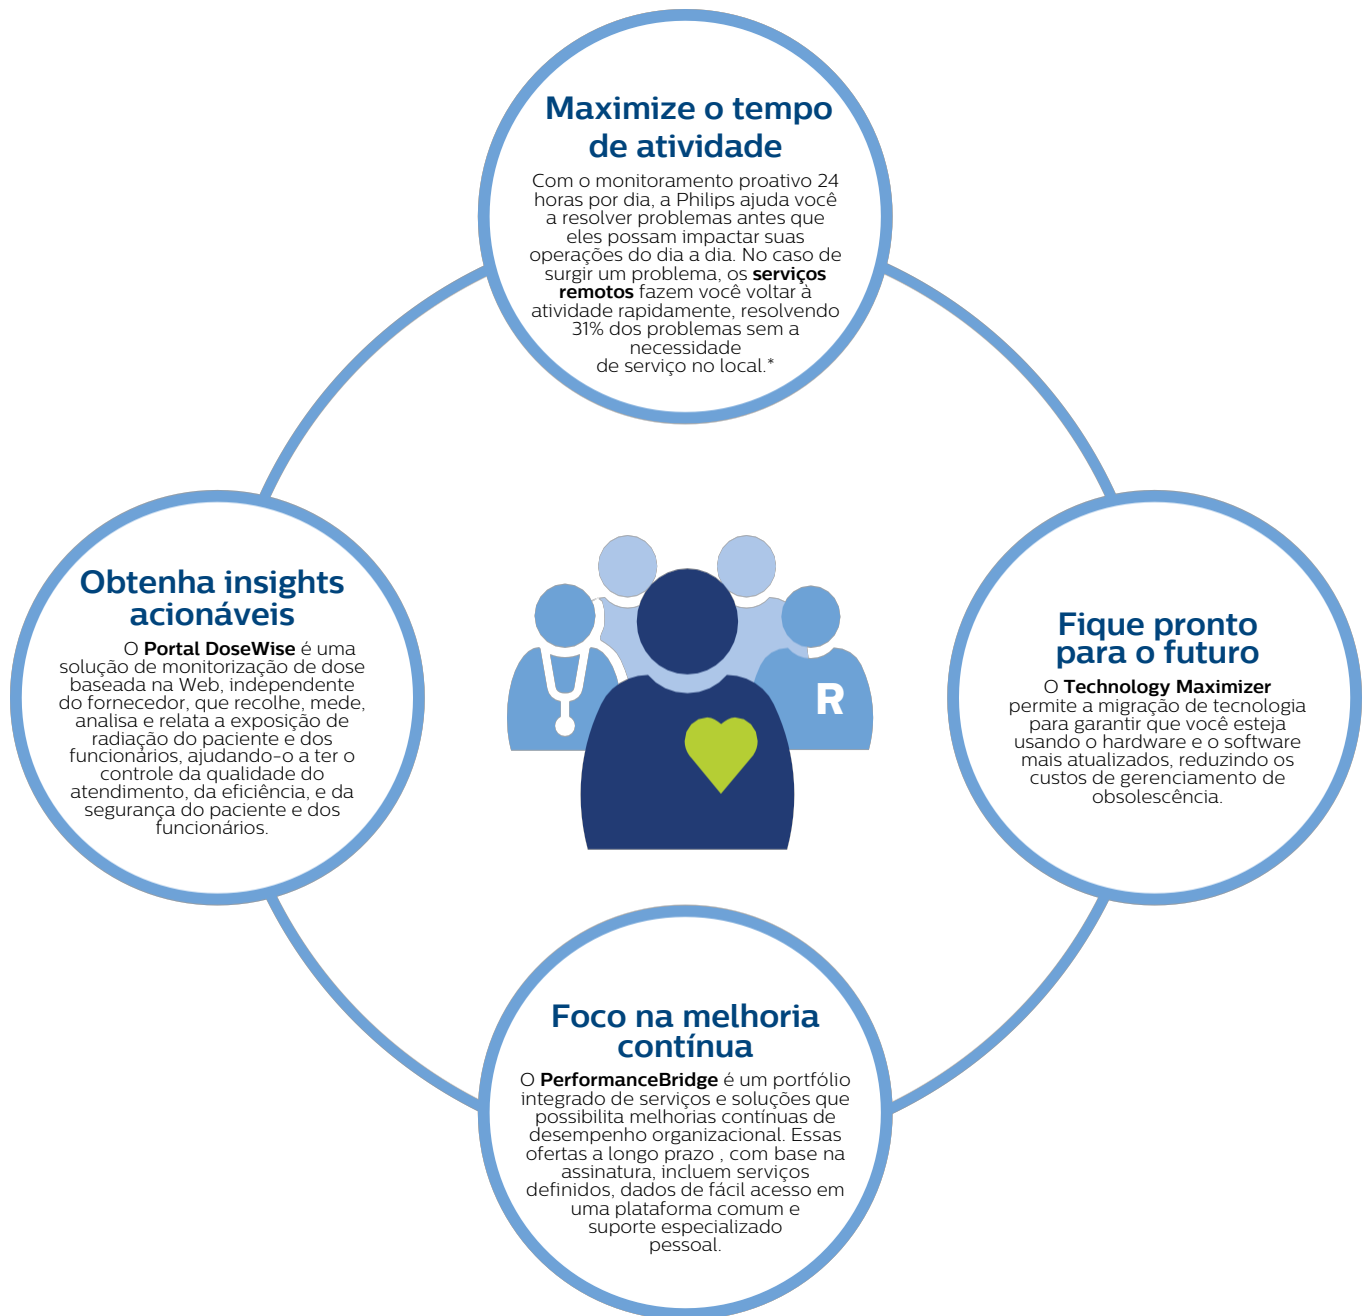 Maximize o tempo
de atividade
Com o monitoramento proativo 24
horas por dia, a Philips ajuda você
a resolver problemas antes que
eles possam impactar suas
operações do dia a dia. No caso de
surgir um problema, os serviços
remotos fazem você voltar à
atividade rapidamente, resolvendo
31% dos problemas sem a
necessidade
de serviço no local.*
Obtenha insights
acionáveis
O Portal DoseWise é uma
solução de monitorização de dose
baseada na Web, independente
do fornecedor, que recolhe, mede,
analisa e relata a exposição de
radiação do paciente e dos
funcionários, ajudando-o a ter o
controle da qualidade do
atendimento, da eficiência, e da
segurança do paciente e dos
funcionários.
R
Fique pronto
para o futuro
O Technology Maximizer
permite a migração de tecnologia
para garantir que você esteja
usando o hardware e o software
mais atualizados, reduzindo os
custos de gerenciamento de
obsolescência.
Foco na melhoria
contínua
O PerformanceBridge é um portfólio
integrado de serviços e soluções que
possibilita melhorias contínuas de
desempenho organizacional. Essas
ofertas a longo prazo , com base na
assinatura, incluem serviços
definidos, dados de fácil acesso em
uma plataforma comum e
suporte especializado
pessoal.